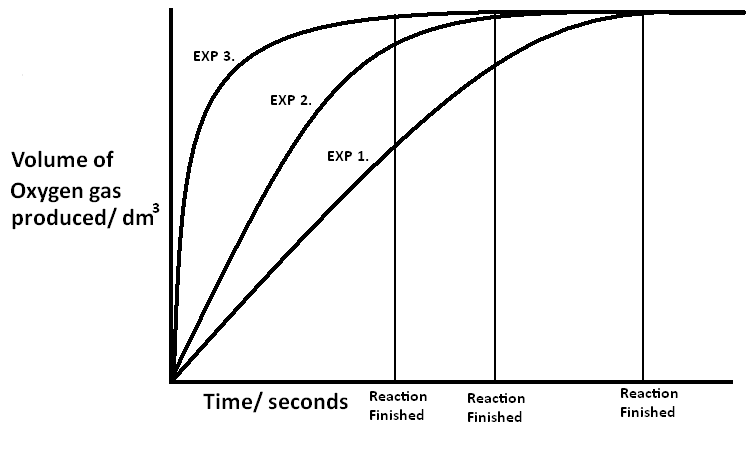 EXP 3.
EXP 2.
EXP 1.
Volume of
Oxygen gas
produced/ dm³
Time/ seconds
Reaction
Finished
Reaction
Finished
Reaction
Finished